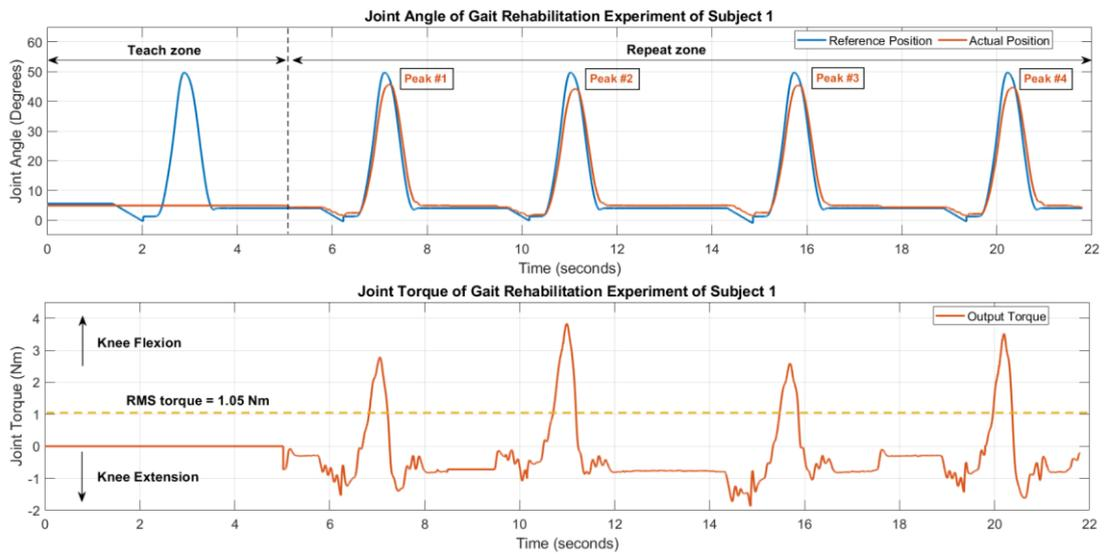 Joint Angle of Gait Rehabilitation Experiment of Subject 1
Joint Angle (Degrees)
60
50
40
30
20
10
0
Teach zone
Repeat zone
Reference Position
Actual Position
Peak #1
Peak #2
Peak #3
Peak #4
0 2 4 6 8 10 12 14 16 18 20 22
Time (seconds)
Joint Torque of Gait Rehabilitation Experiment of Subject 1
Joint Torque (Nm)
4
3
2
1
0
-1
-2
Output Torque
Knee Flexion
RMS torque = 1.05 Nm
Knee Extension
0 2 4 6 8 10 12 14 16 18 20 22
Time (seconds)